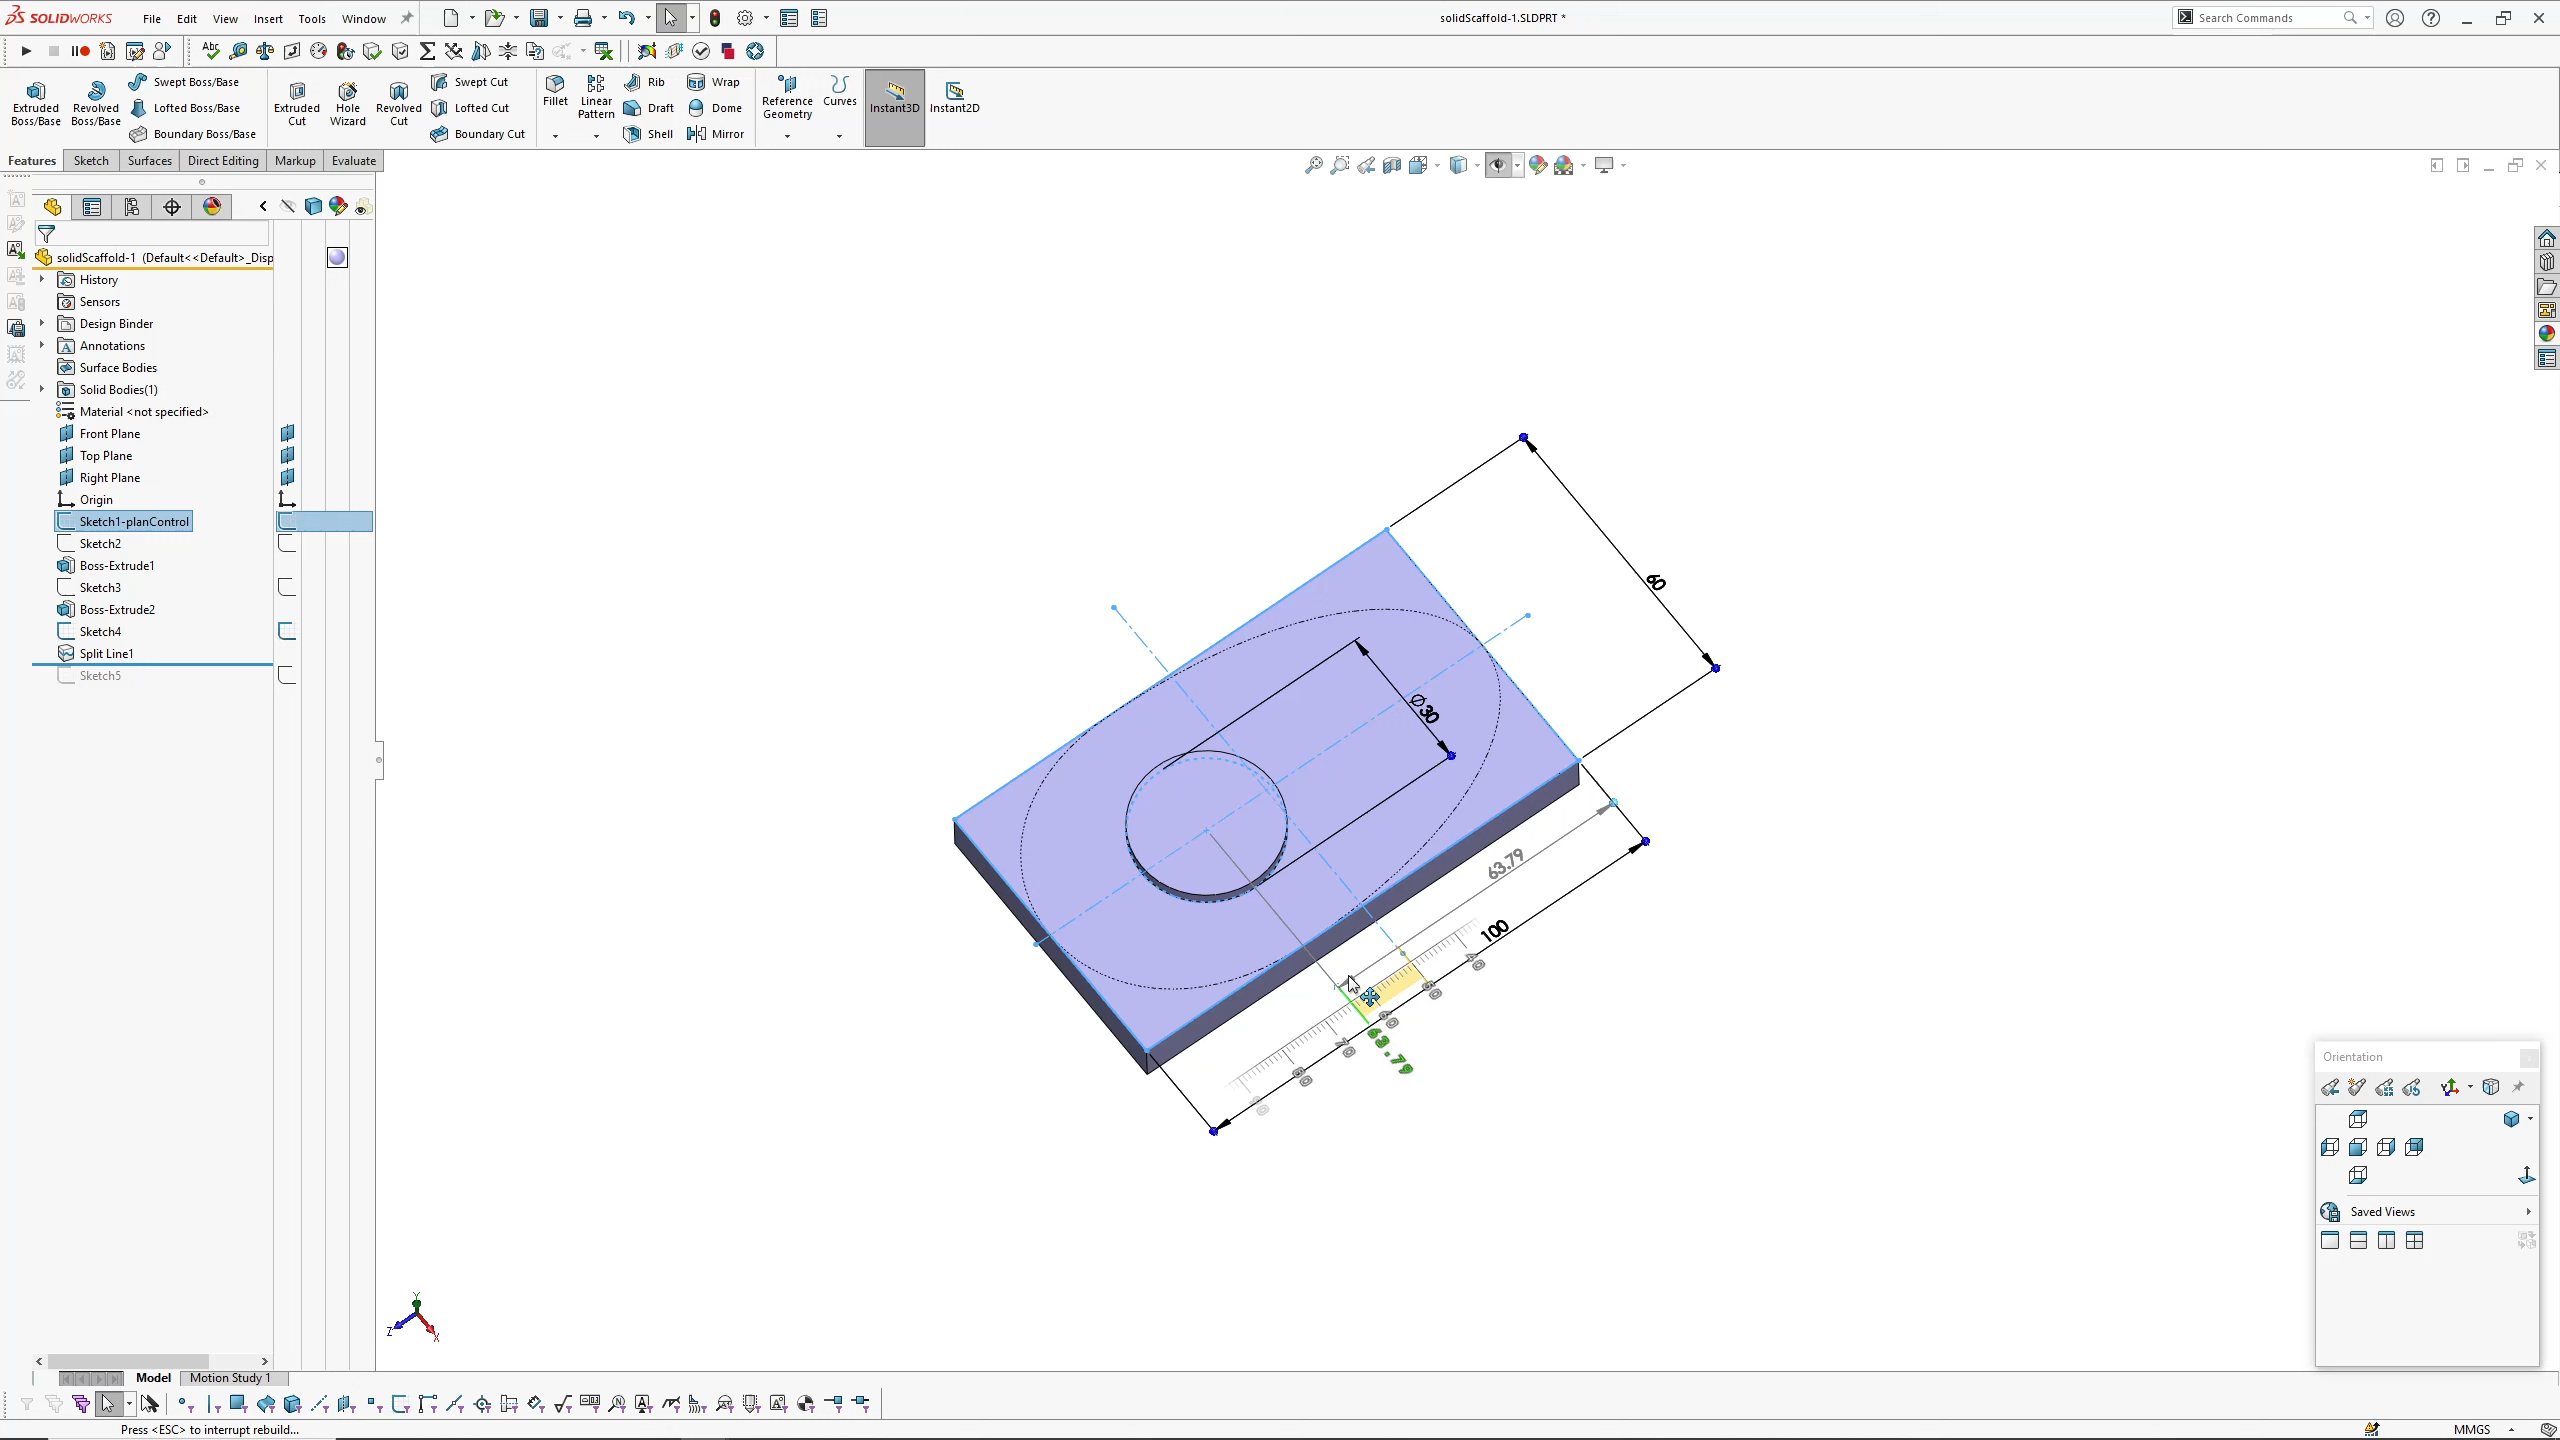 SOLIDWORKS
File Edit View Insert Tools Window
solidScaffold-1.SLDPRT *
Search Commands
Extruded Boss/Base
Revolved Boss/Base
Swept Boss/Base
Lofted Boss/Base
Boundary Boss/Base
Extruded Cut
Hole Wizard
Revolved Cut
Swept Cut
Lofted Cut
Boundary Cut
Fillet
Linear Pattern
Rib
Draft
Shell
Wrap
Dome
Mirror
Reference Geometry
Curves
Instant3D
Instant2D
Features Sketch Surfaces Direct Editing Markup Evaluate
solidScaffold-1 (Default<<Default>_Disp
History
Sensors
Design Binder
Annotations
Surface Bodies
Solid Bodies(1)
Material <not specified>
Front Plane
Top Plane
Right Plane
Origin
Sketch1-planControl
Sketch2
Boss-Extrude1
Sketch3
Boss-Extrude2
Sketch4
Split Line1
Sketch5
60
Ø30
63.79
100
40
50
60
63.79
70
80
90
Y
Z
X
Orientation
Saved Views
Model Motion Study 1
Press <ESC> to interrupt rebuild...
MMGS